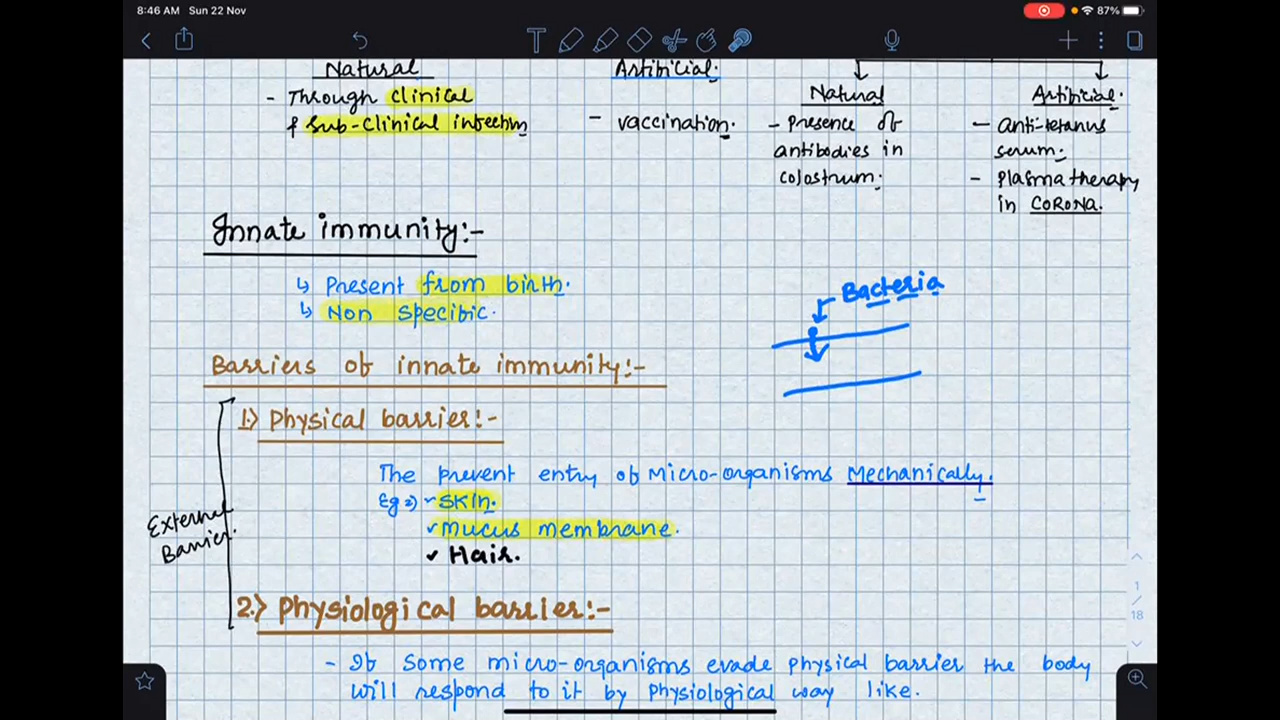 8:46 AM Sun 22 Nov
87%
Natural
Artificial.
- Through clinical
& Sub-clinical infection
- vaccination.
Natural
Artificial.
- Presence of
antibodies in
colostrum.
- anti-tetanus
serum.
- Plasma therapy
in CORONA.
Innate immunity:-
↳ Present from birth.
↳ Non Specific.
Bacteria
Barriers of innate immunity:-
1.) Physical barrier:-
The prevent entry of micro-organisms Mechanically.
Eg => ✓ SKIN.
✓ mucus membrane.
✓ Hair.
External
Barrier.
2.) Physiological barrier:-
- If some micro-organisms evade physical barrier the body
will respond to it by physiological way like.
1
/
18